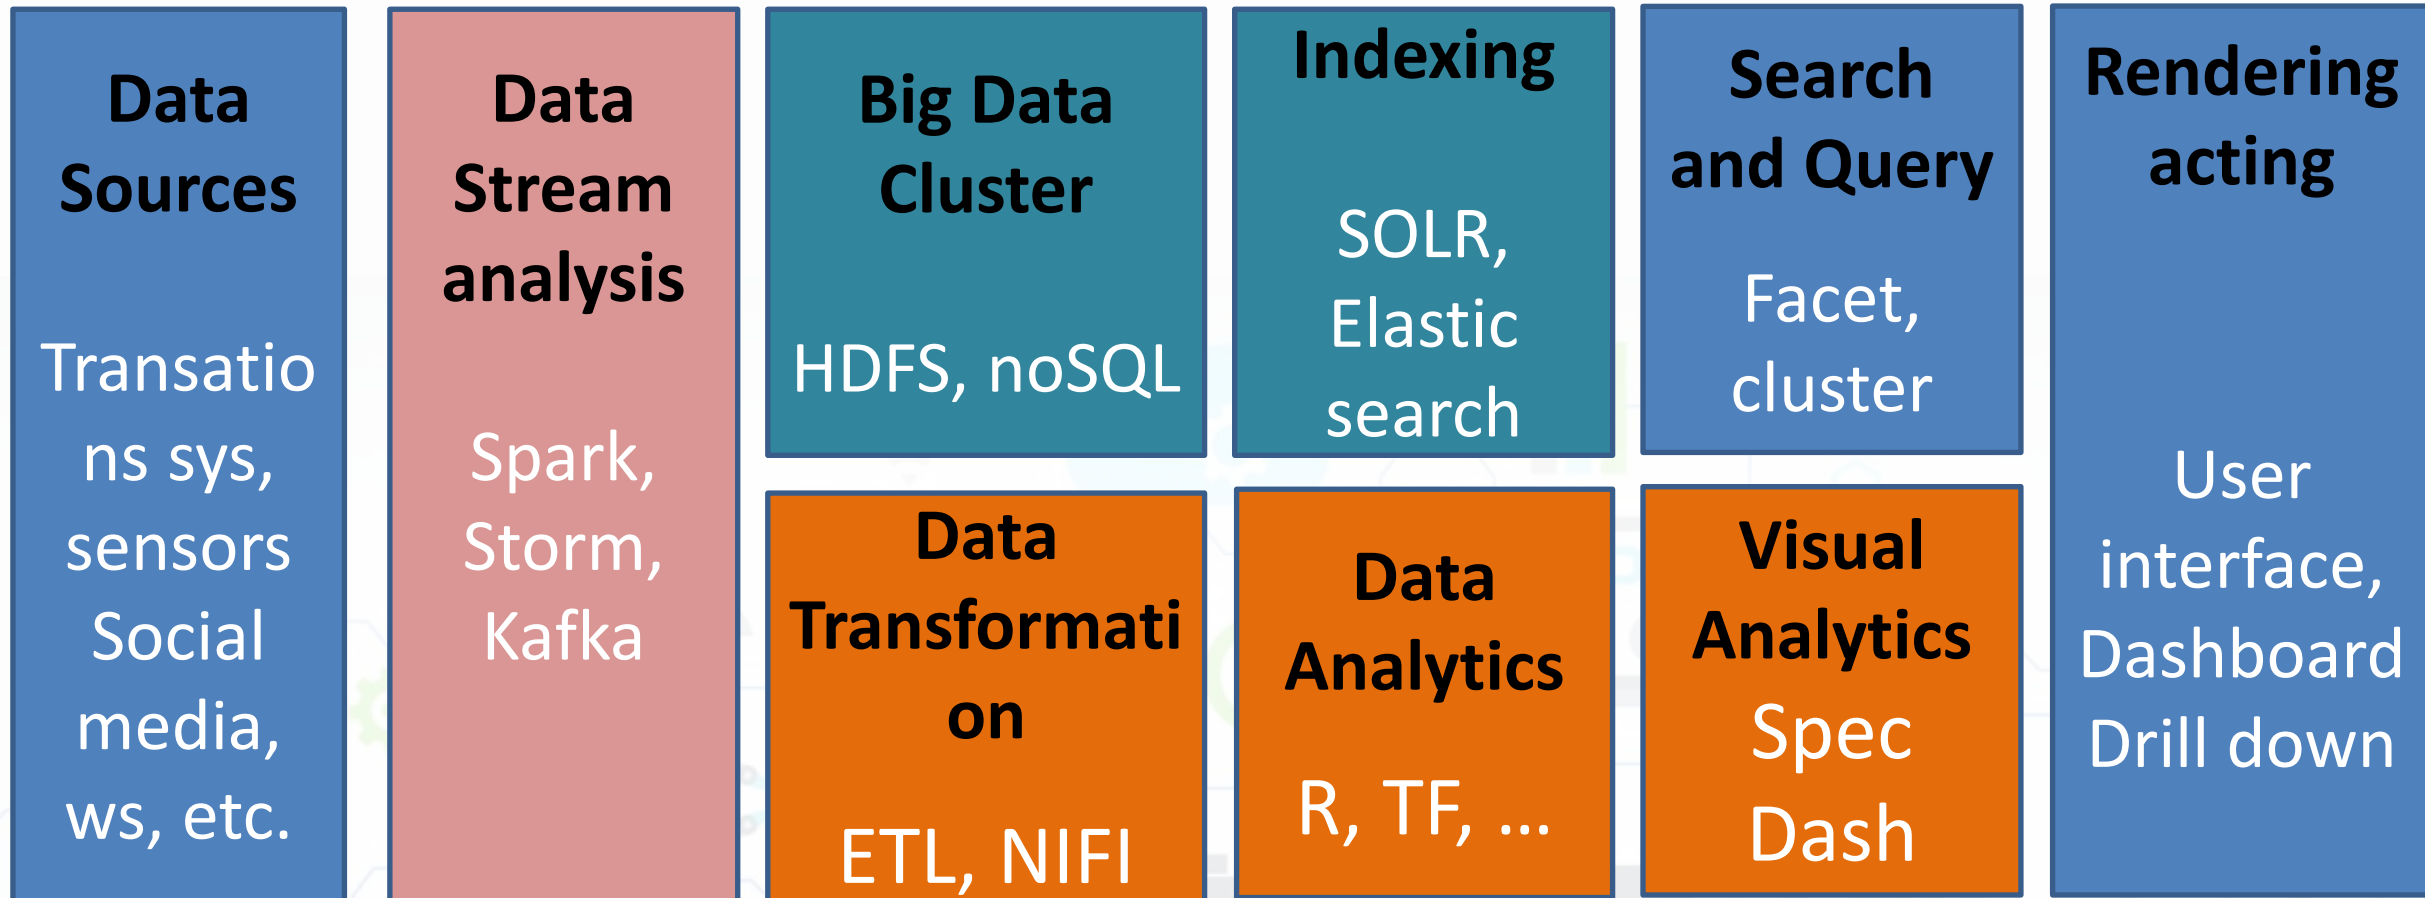 Data
Sources
Transatio
ns sys,
sensors
Social
media,
ws, etc.
Data
Stream
analysis
Spark,
Storm,
Kafka
Big Data
Cluster
HDFS, noSQL
Indexing
SOLR,
Elastic
search
Search
and Query
Facet,
cluster
Data
Transformati
on
ETL, NIFI
Data
Analytics
R, TF, ...
Visual
Analytics
Spec
Dash
Rendering
acting
User
interface,
Dashboard
Drill down